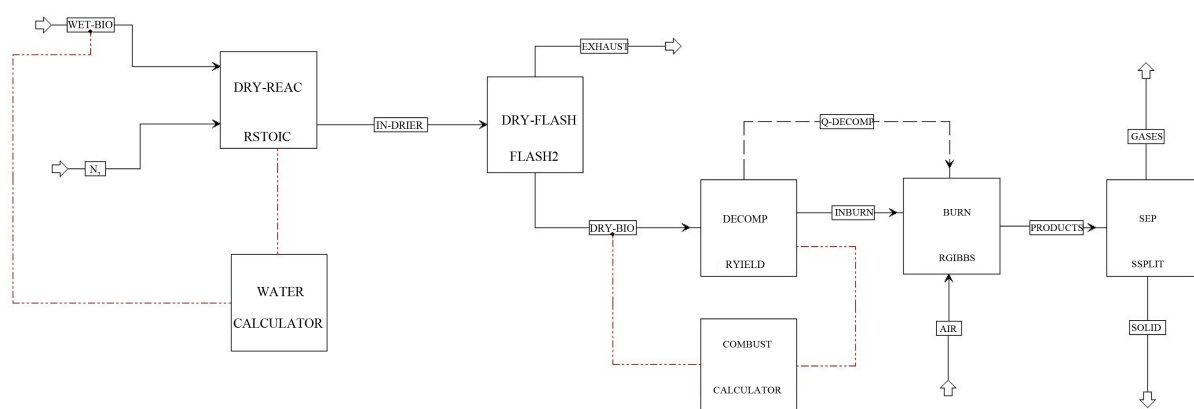 WET-BIO
DRY-REAC
RSTOIC
N,
IN-DRIER
EXHAUST
DRY-FLASH
FLASH2
WATER
CALCULATOR
DRY-BIO
Q-DECOMP
DECOMP
RYIELD
INBURN
BURN
RGIBBS
AIR
COMBUST
CALCULATOR
PRODUCTS
GASES
SEP
SSPLIT
SOLID